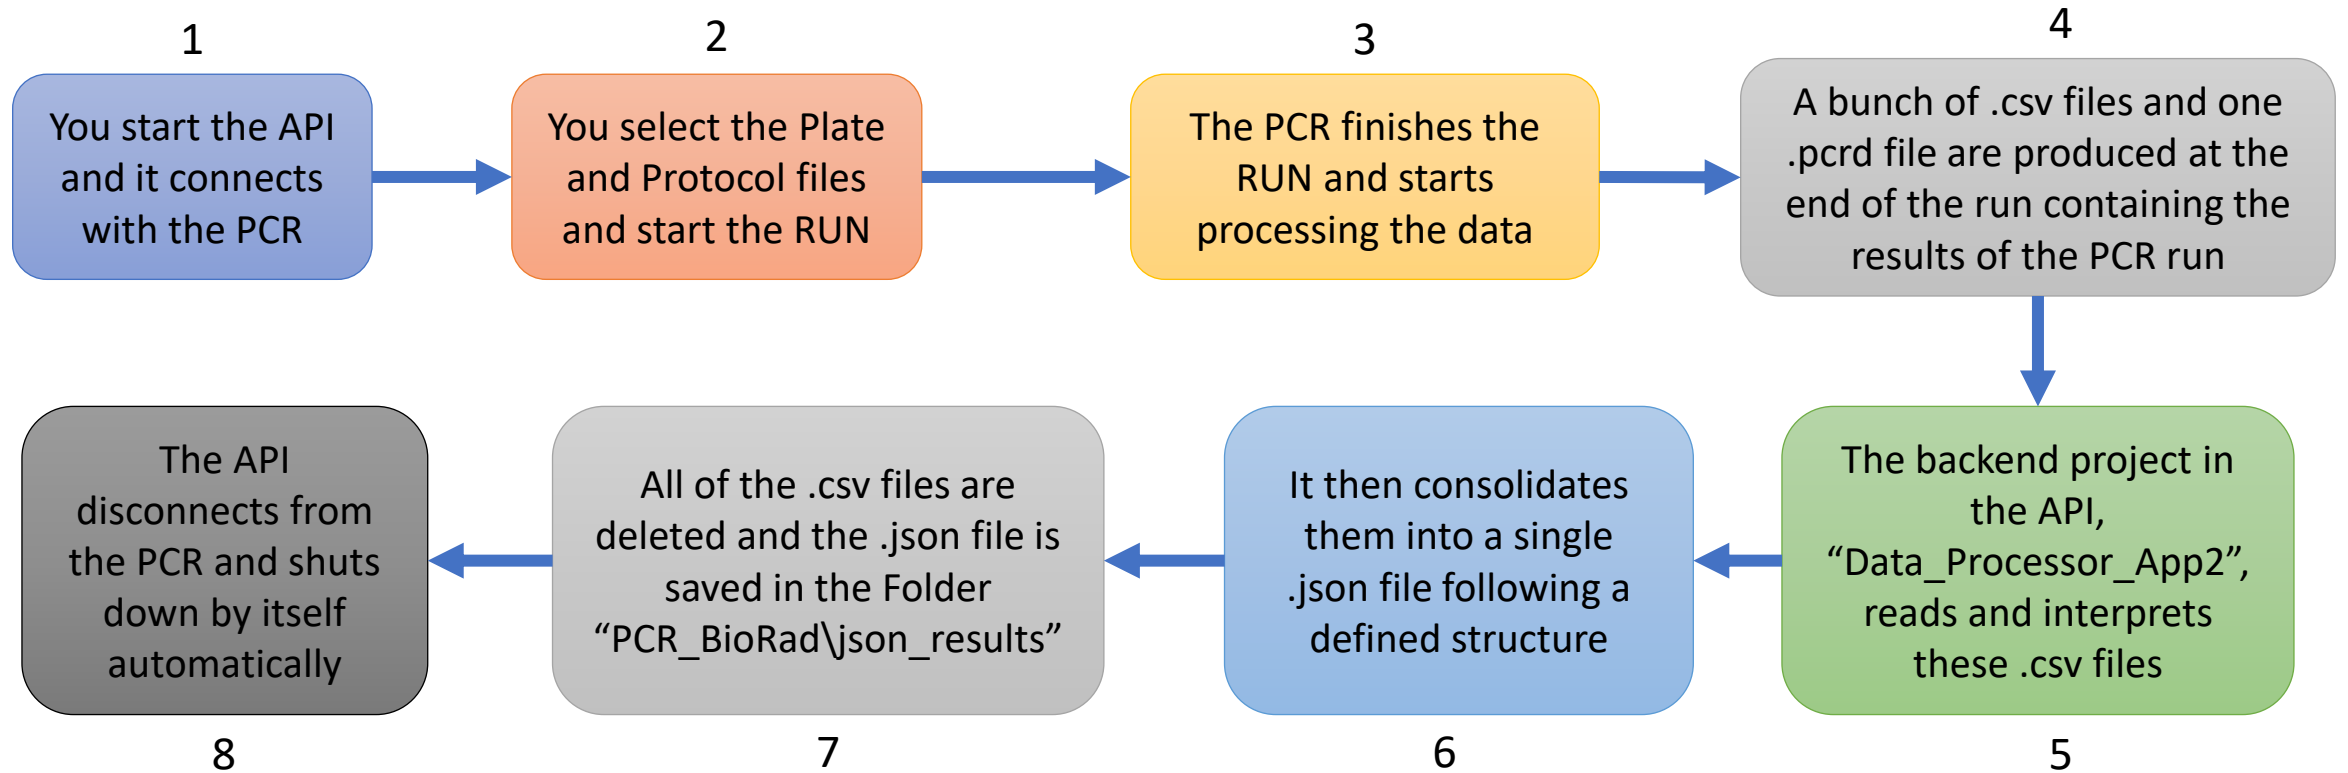 1
You start the API
and it connects
with the PCR
2
You select the Plate
and Protocol files
and start the RUN
3
The PCR finishes the
RUN and starts
processing the data
4
A bunch of .csv files and one
.pcrd file are produced at the
end of the run containing the
results of the PCR run
The backend project in
the API,
“Data_Processor_App2”,
reads and interprets
these .csv files
5
It then consolidates
them into a single
.json file following a
defined structure
6
All of the .csv files are
deleted and the .json file is
saved in the Folder
“PCR_BioRad\json_results”
7
The API
disconnects from
the PCR and shuts
down by itself
automatically
8